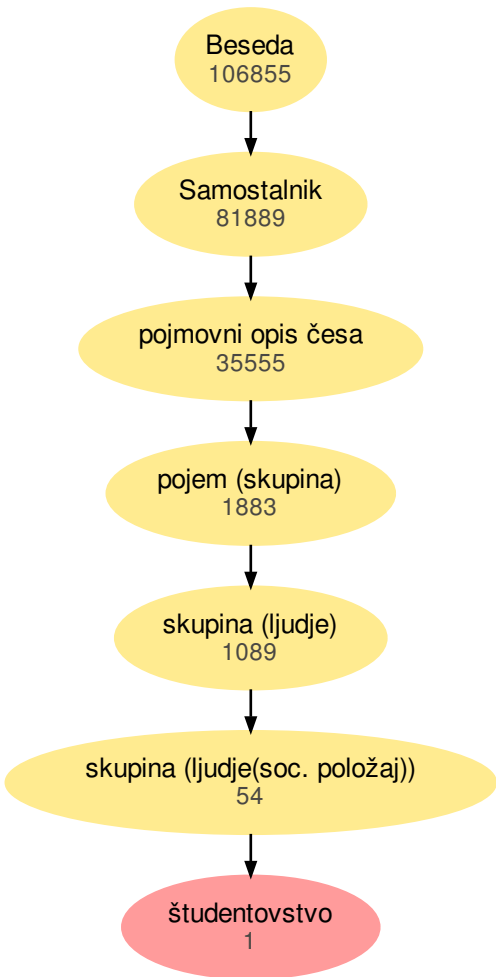 Beseda
106855
Samostalnik
81889
pojmovni opis česa
35555
pojem (skupina)
1883
skupina (ljudje)
1089
skupina (ljudje(soc. položaj))
54
študentovstvo
1